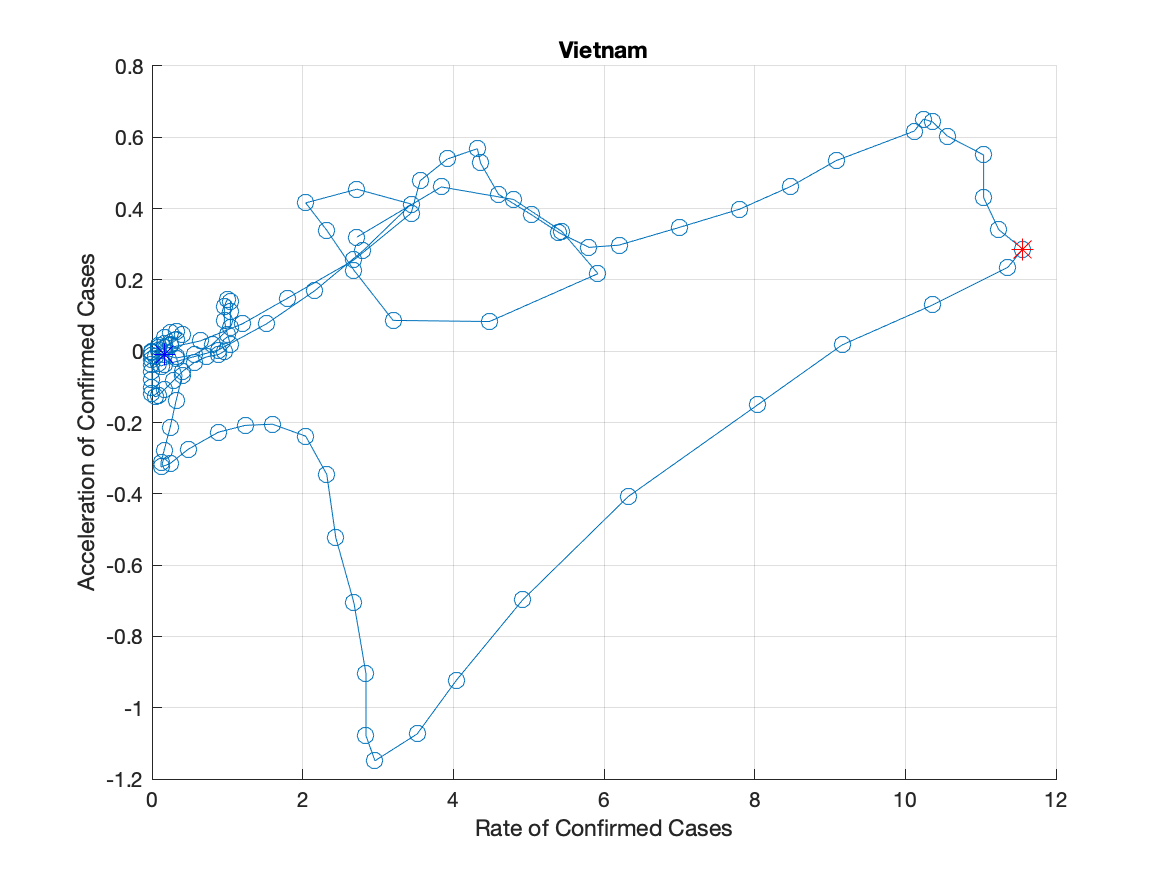 Vietnam
0.8
0.6
0.4
0.2
0
-0.2
-0.4
-0.6
-0.8
-1
-1.2
Acceleration of Confirmed Cases
0 2 4 6 8 10 12
Rate of Confirmed Cases